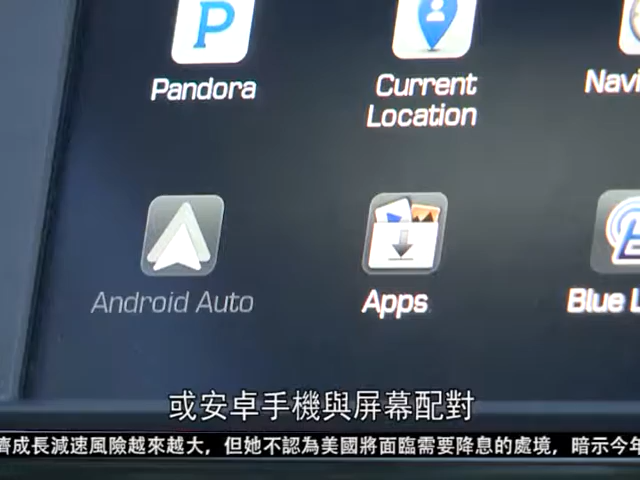 Pandora
Current
Location
Navi
Android Auto
Apps
Blue L
或安卓手機與屏幕配對
濟成長減速風險越來越大，但她不認為美國將面臨需要降息的處境，暗示今年